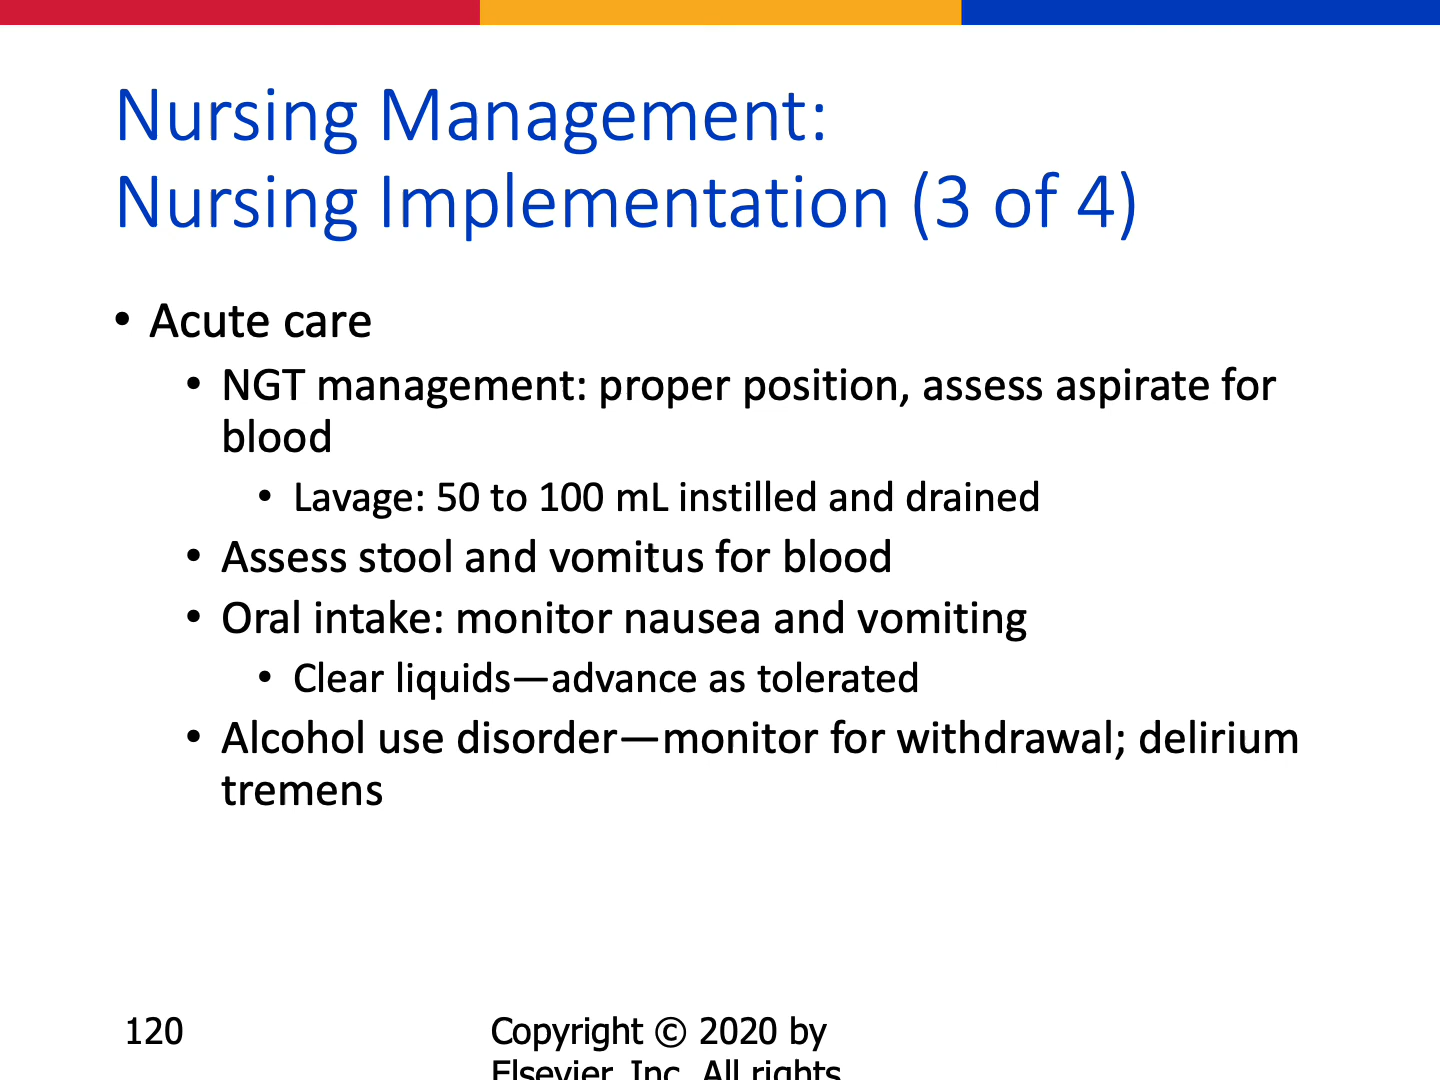 Nursing Management:
Nursing Implementation (3 of 4)
• Acute care
• NGT management: proper position, assess aspirate for
blood
• Lavage: 50 to 100 mL instilled and drained
• Assess stool and vomitus for blood
• Oral intake: monitor nausea and vomiting
• Clear liquids—advance as tolerated
• Alcohol use disorder—monitor for withdrawal; delirium
tremens
120
Copyright © 2020 by
Elsevier, Inc. All rights